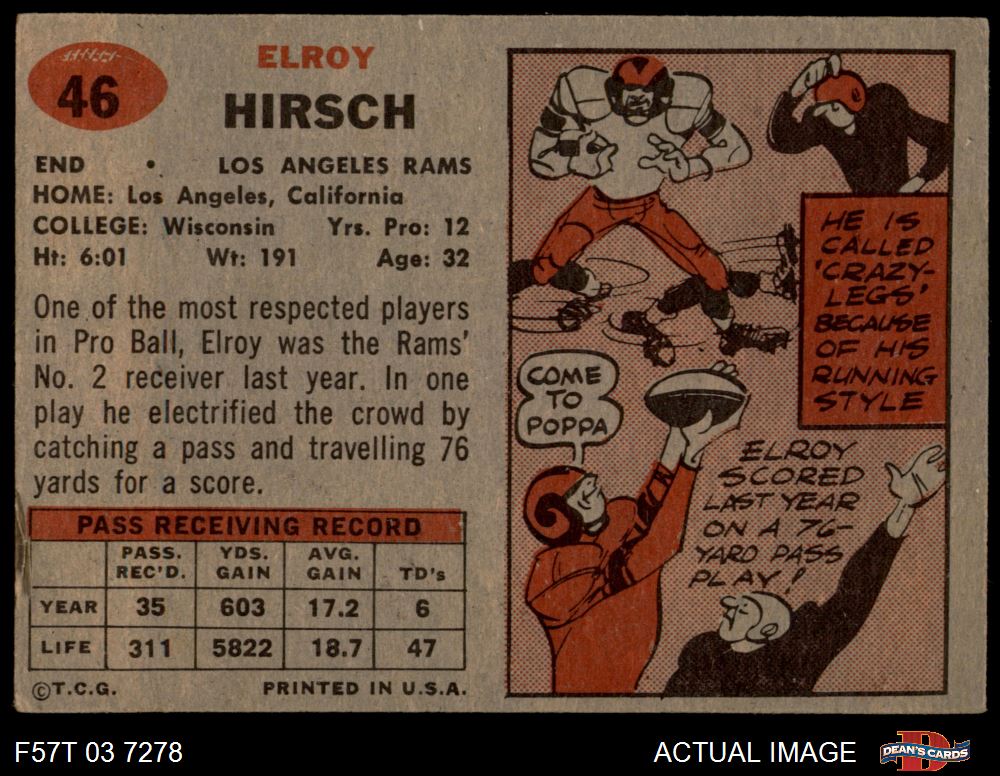 46
ELROY
HIRSCH
END • LOS ANGELES RAMS
HOME: Los Angeles, California
COLLEGE: Wisconsin Yrs. Pro: 12
Ht: 6:01 Wt: 191 Age: 32
One of the most respected players
in Pro Ball, Elroy was the Rams'
No. 2 receiver last year. In one
play he electrified the crowd by
catching a pass and travelling 76
yards for a score.
PASS RECEIVING RECORD
PASS. REC'D. YDS. GAIN AVG. GAIN TD's
YEAR 35 603 17.2 6
LIFE 311 5822 18.7 47
©T.C.G. PRINTED IN U.S.A.
HE IS
CALLED
'CRAZY-
LEGS'
BECAUSE
OF HIS
RUNNING
STYLE
COME
TO
POPPA
ELROY
SCORED
LAST YEAR
ON A 76-
YARD PASS
PLAY!
F57T 03 7278
ACTUAL IMAGE
DEAN'S CARDS